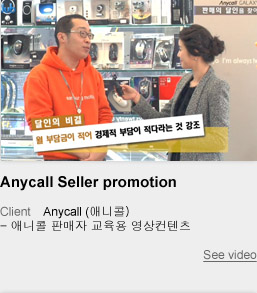 Anycall GALAX
판매의 달인을 찾아
I'm always h
달인의 비결
월 부담금이 적어 경제적 부담이 적다라는 것 강조
Anycall Seller promotion
Client Anycall (애니콜)
- 애니콜 판매자 교육용 영상컨텐츠
See video